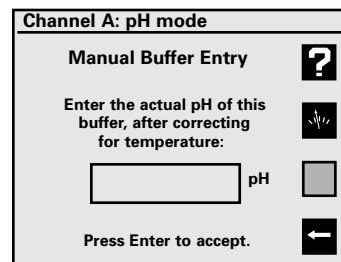 Channel A: pH mode
Manual Buffer Entry
?
Enter the actual pH of this
buffer, after correcting
for temperature:
pH
Press Enter to accept.